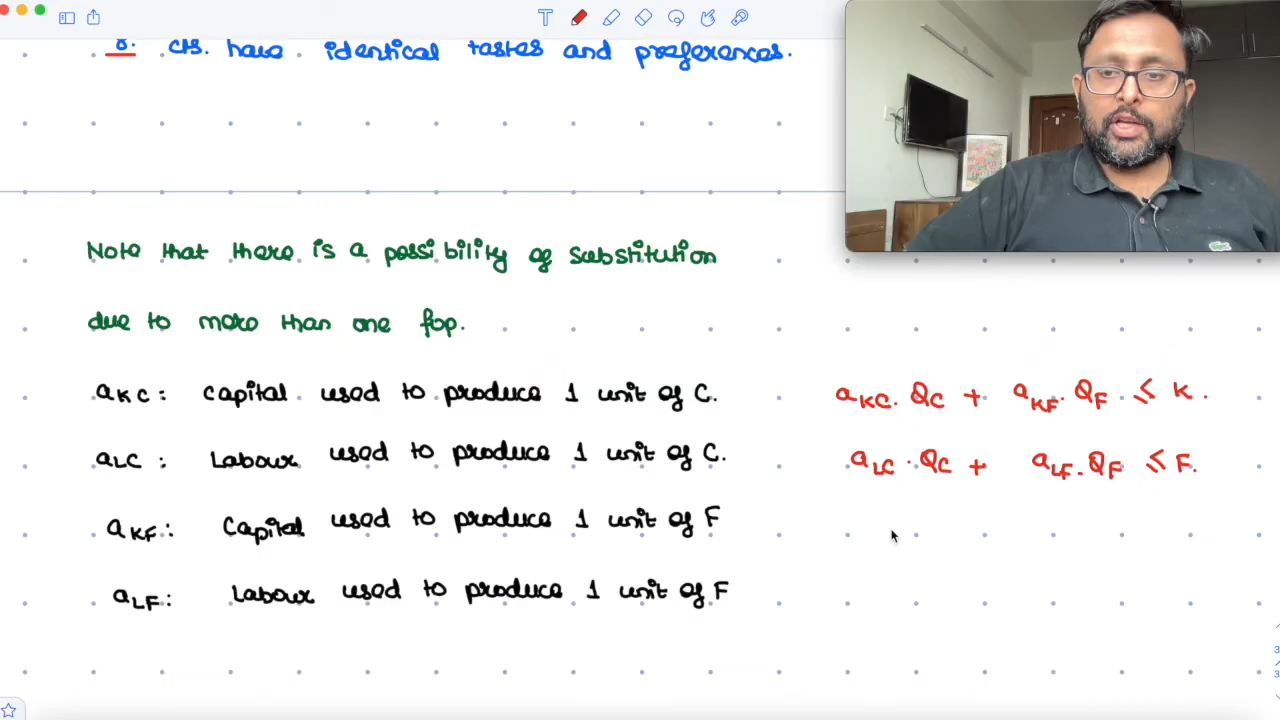 8. cts. have identical tastes and preferences.
Note that there is a possibility of substitution
due to more than one fop.
aKC: Capital used to produce 1 unit of C.
aLC: Labour used to produce 1 unit of C.
aKF: Capital used to produce 1 unit of F
aLF: Labour used to produce 1 unit of F
aKC. QC + aKF. QF ≤ K.
aLC. QC + aLF. QF ≤ F.